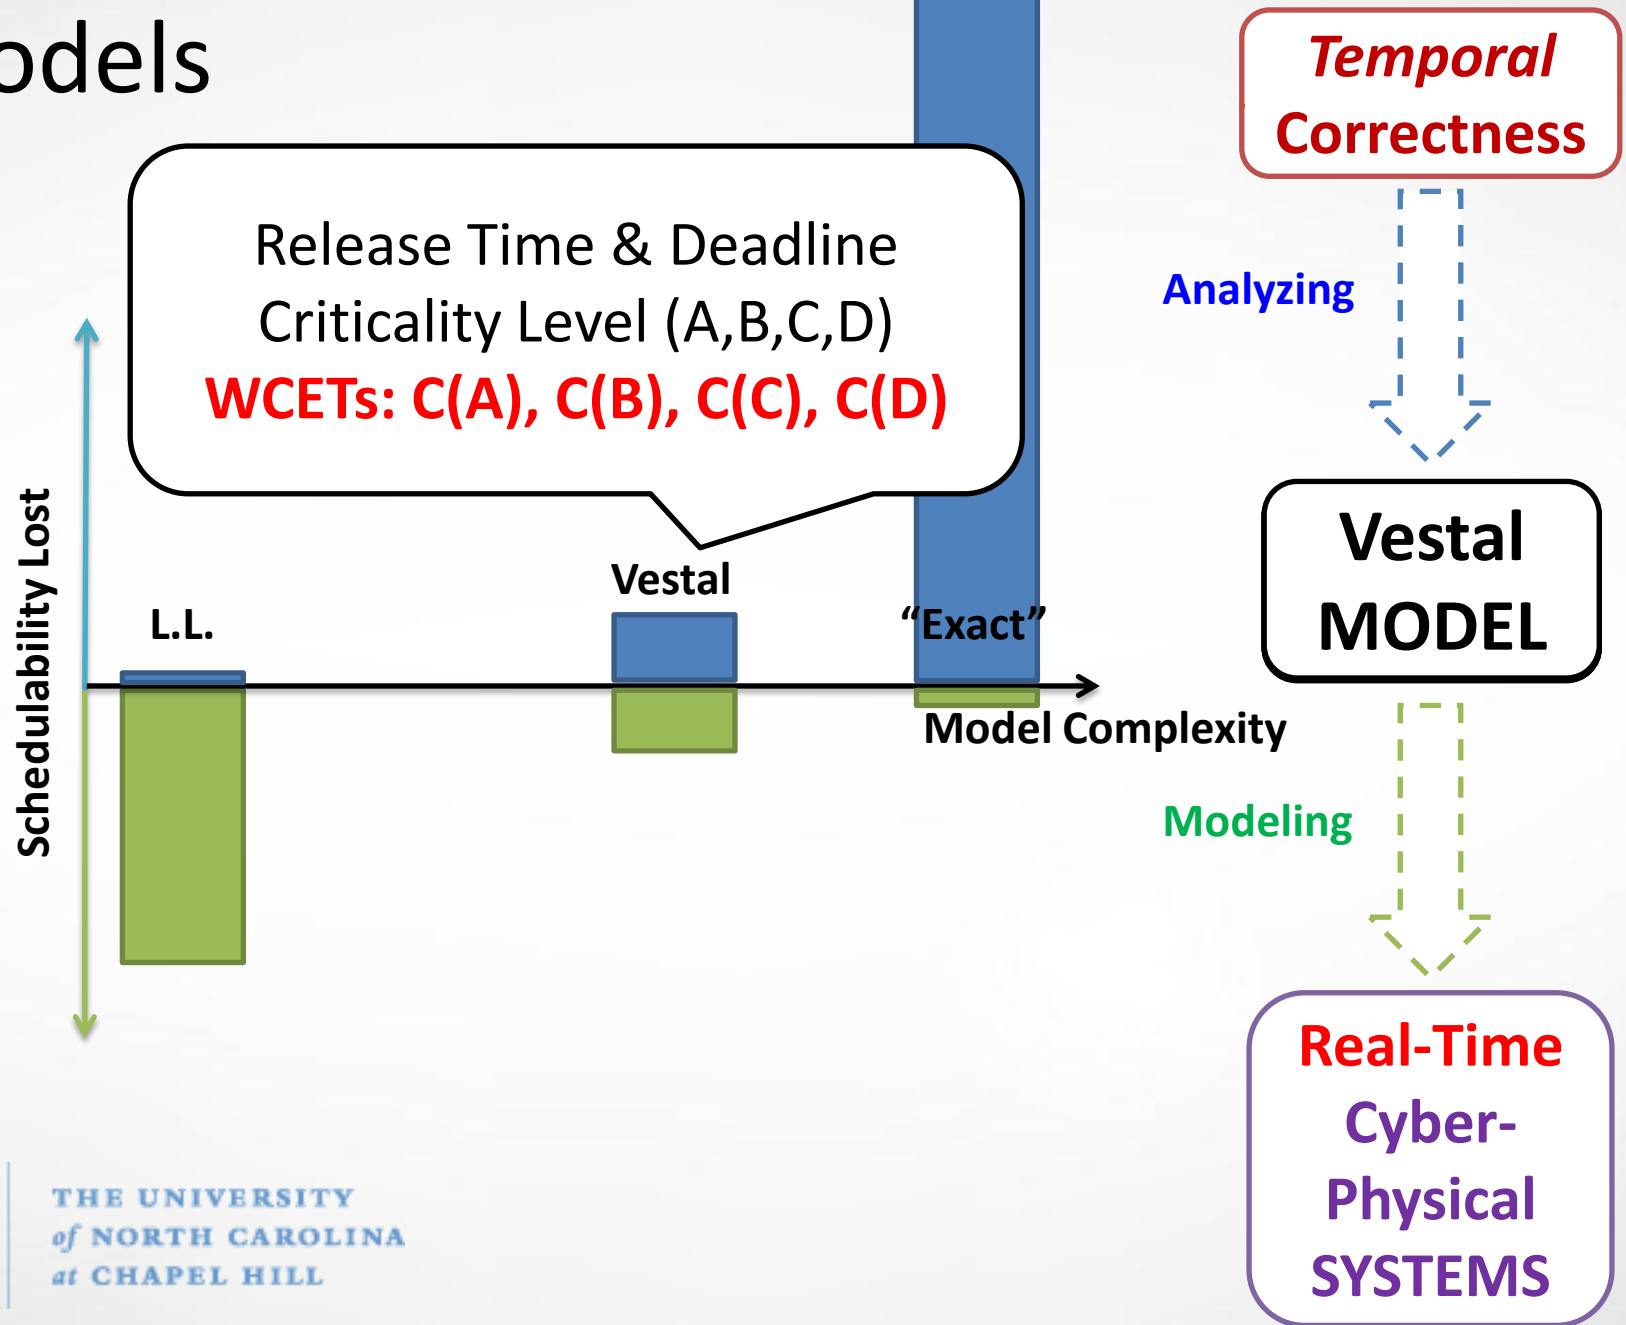 odels
Release Time & Deadline
Criticality Level (A,B,C,D)
WCETs: C(A), C(B), C(C), C(D)
Schedulability Lost
L.L.
Vestal
“Exact”
Model Complexity
Temporal
Correctness
Analyzing
Vestal
MODEL
Modeling
Real-Time
Cyber-
Physical
SYSTEMS
THE UNIVERSITY
of NORTH CAROLINA
at CHAPEL HILL